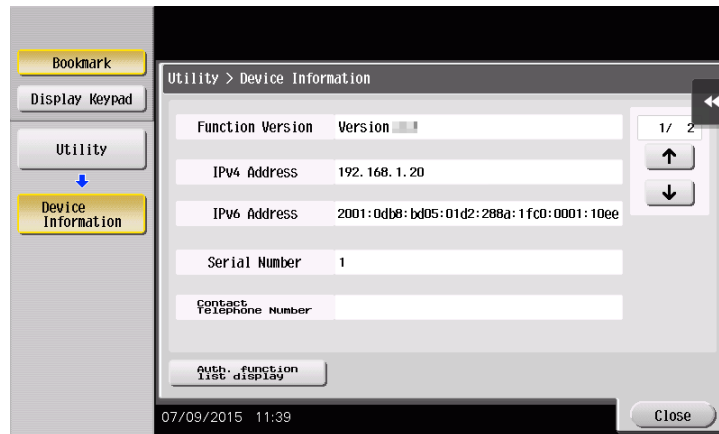 Bookmark
Display Keypad
Utility
Device
Information
Utility > Device Information
Function Version Version
1/ 2
IPv4 Address 192.168.1.20
IPv6 Address 2001:0db8:bd05:01d2:288a:1fc0:0001:10ee
Serial Number 1
Contact
Telephone Number
Auth. function
list display
07/09/2015 11:39
Close